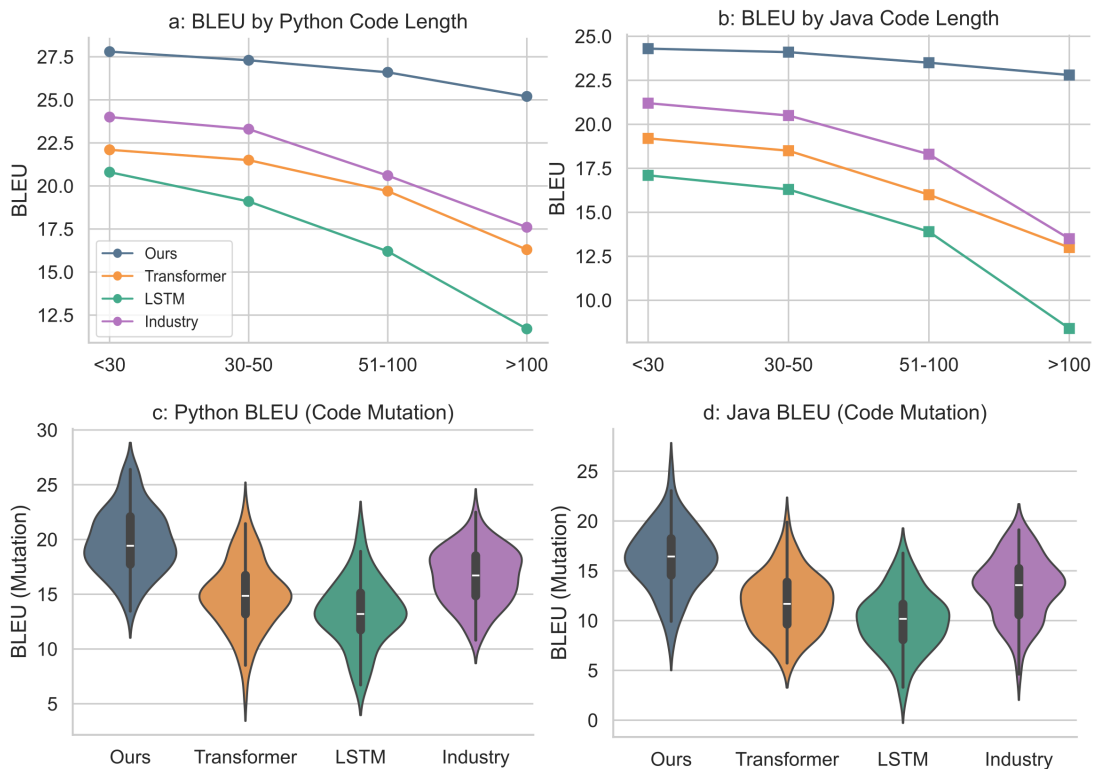 a: BLEU by Python Code Length
BLEU
27.5
25.0
22.5
20.0
17.5
15.0
12.5
Ours
Transformer
LSTM
Industry
<30
30-50
51-100
>100
b: BLEU by Java Code Length
BLEU
25.0
22.5
20.0
17.5
15.0
12.5
10.0
<30
30-50
51-100
>100
c: Python BLEU (Code Mutation)
BLEU (Mutation)
30
25
20
15
10
5
Ours
Transformer
LSTM
Industry
d: Java BLEU (Code Mutation)
BLEU (Mutation)
25
20
15
10
5
0
Ours
Transformer
LSTM
Industry